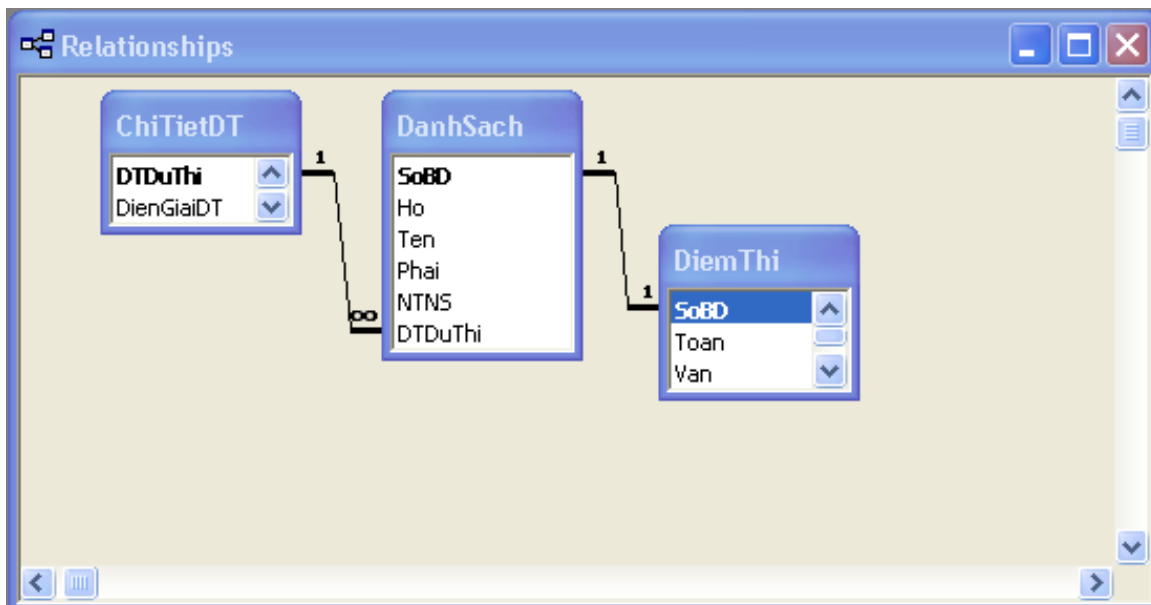 Relationships
ChiTietDT
DTDuThi
DienGiaiDT
1
∞
DanhSach
SoBD
Ho
Ten
Phai
NTNS
DTDuThi
1
1
DiemThi
SoBD
Toan
Van